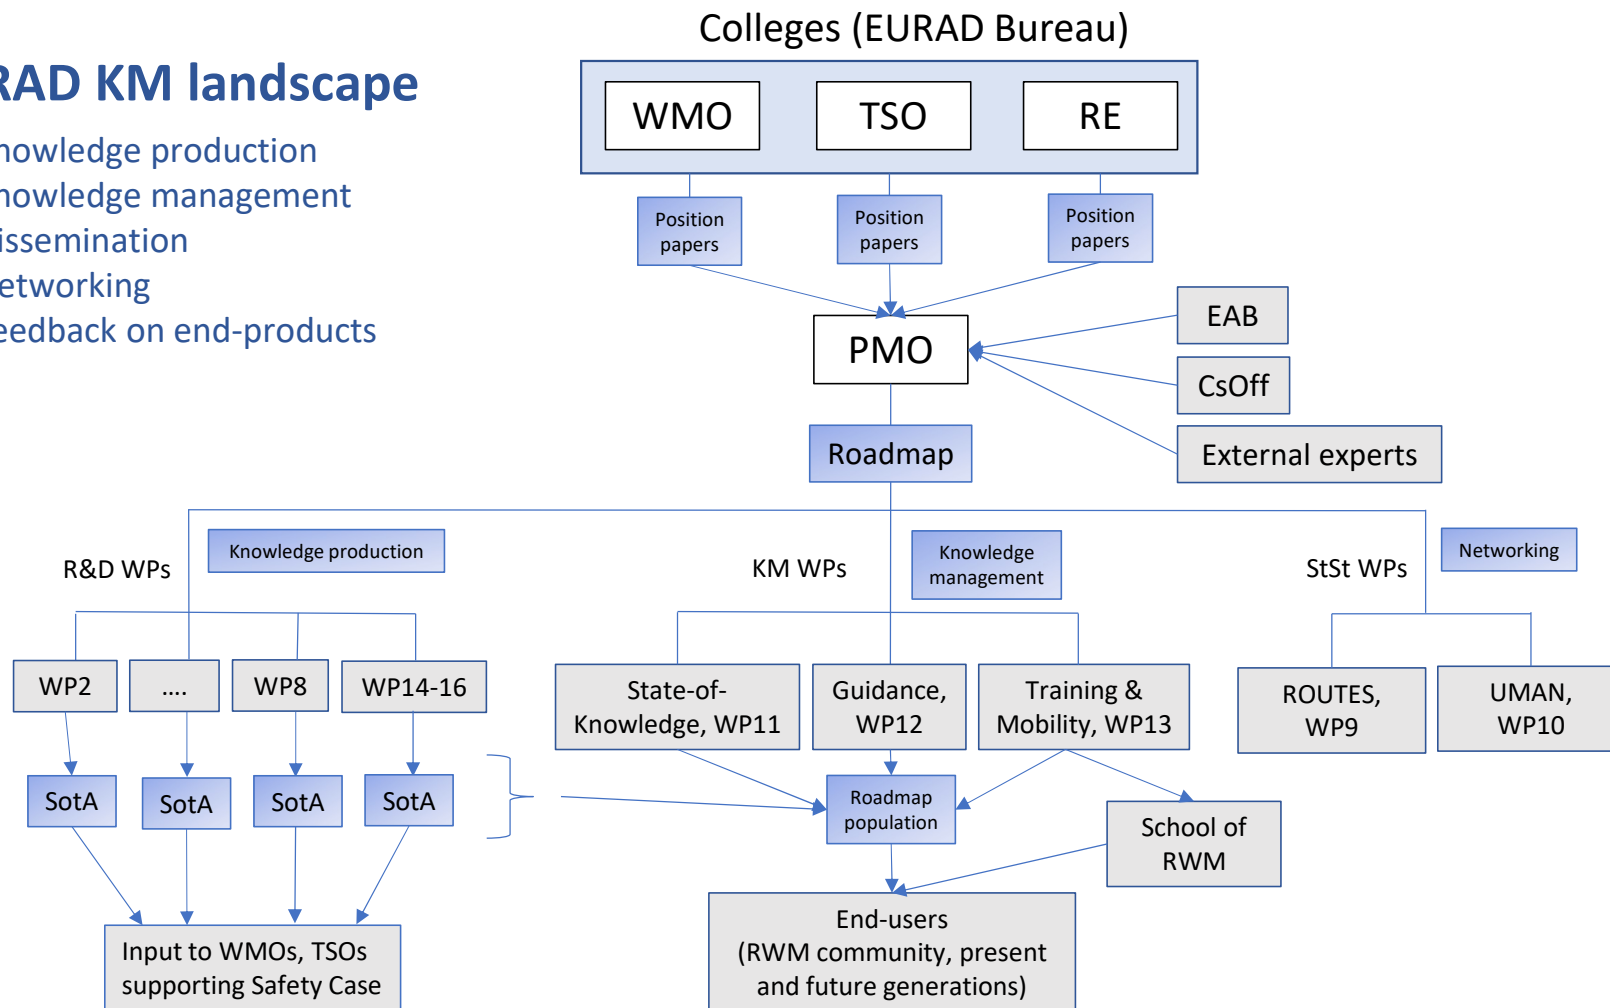 Colleges (EURAD Bureau)
RAD KM landscape
nowledge production
nowledge management
issemination
etworking
eedback on end-products
WMO
TSO
RE
Position
papers
Position
papers
Position
papers
PMO
EAB
CsOff
External experts
Roadmap
R&D WPs
Knowledge production
KM WPs
Knowledge
management
StSt WPs
Networking
WP2
....
WP8
WP14-16
State-of-
Knowledge, WP11
Guidance,
WP12
Training &
Mobility, WP13
ROUTES,
WP9
UMAN,
WP10
SotA
SotA
SotA
SotA
Roadmap
population
School of
RWM
Input to WMOs, TSOs
supporting Safety Case
End-users
(RWM community, present
and future generations)